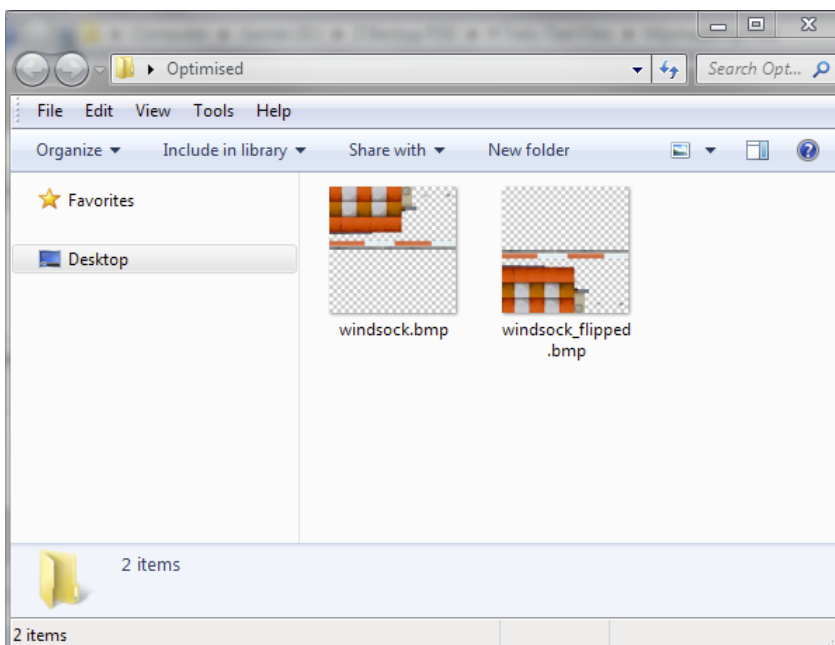 Optimised
Search Opt...
File Edit View Tools Help
Organize Include in library Share with New folder
Favorites
Desktop
windsock.bmp
windsock_flipped
.bmp
2 items
2 items